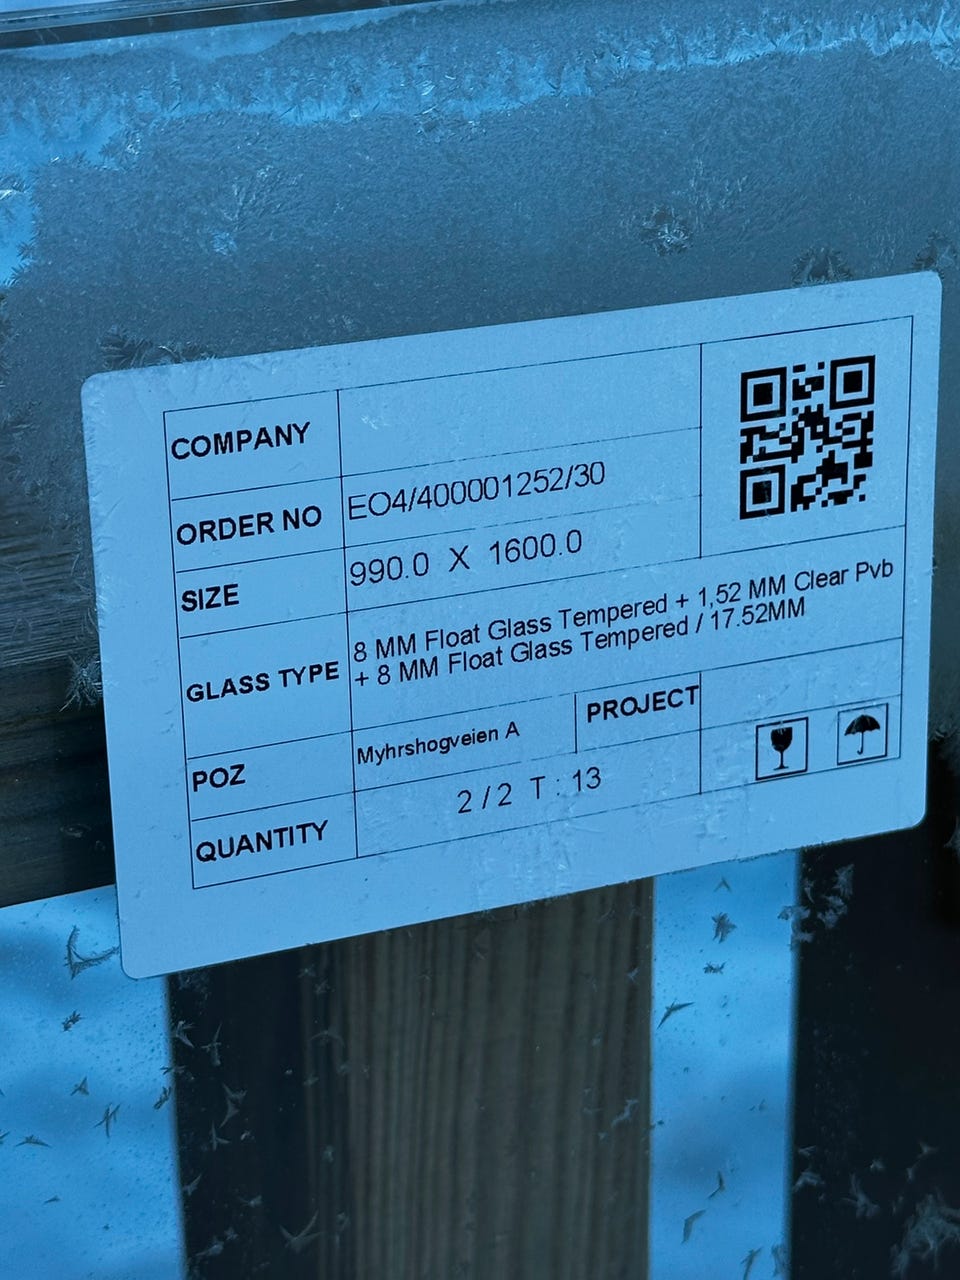 COMPANY
ORDER NO EO4/400001252/30
SIZE 990.0 X 1600.0
GLASS TYPE 8 MM Float Glass Tempered + 1,52 MM Clear Pvb
+ 8 MM Float Glass Tempered / 17.52MM
POZ Myhrshogveien A PROJECT
QUANTITY 2 / 2 T : 13